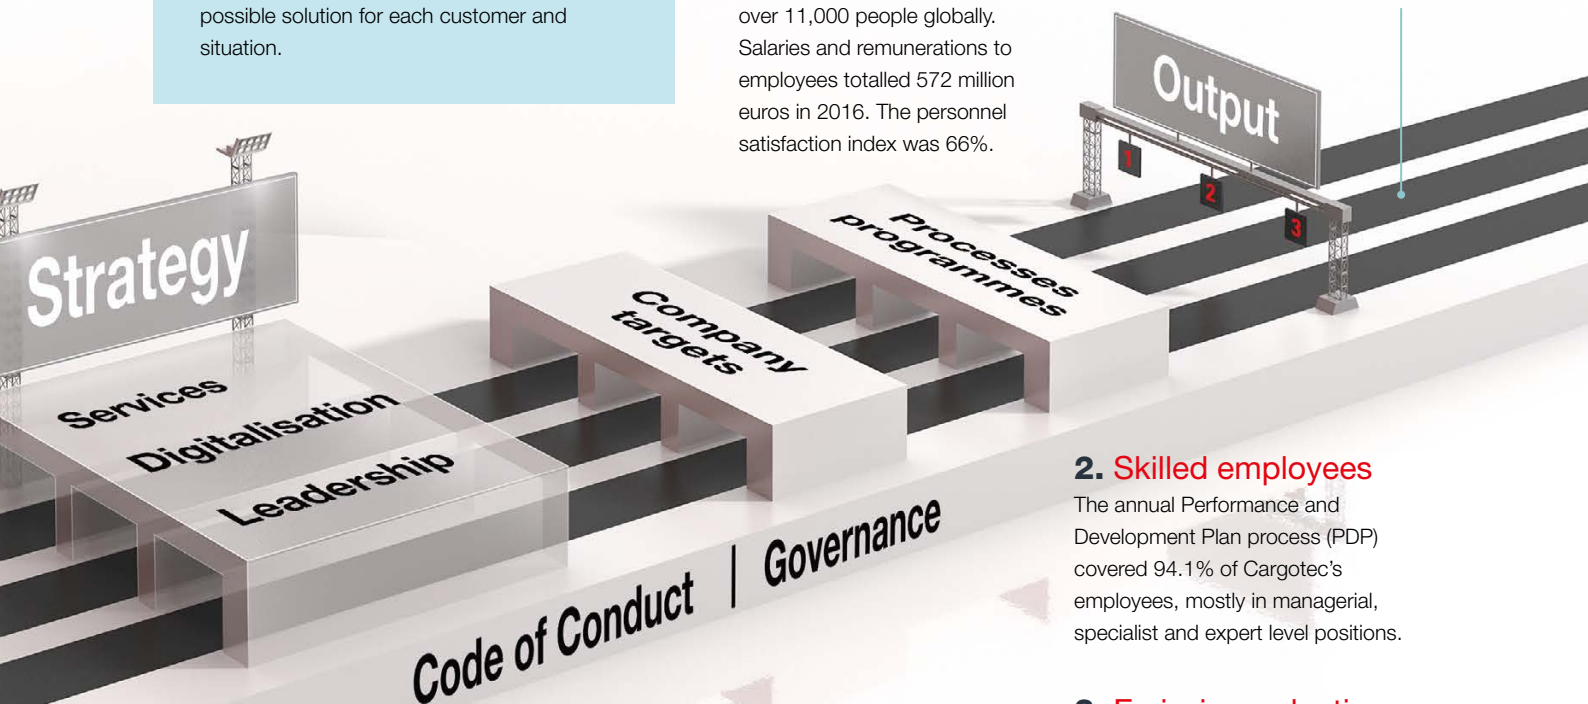 possible solution for each customer and
situation.
over 11,000 people globally.
Salaries and remunerations to
employees totalled 572 million
euros in 2016. The personnel
satisfaction index was 66%.
Output
1
2
3
Strategy
Services
Digitalisation
Leadership
Company
targets
Processes
programmes
Code of Conduct | Governance
2. Skilled employees
The annual Performance and
Development Plan process (PDP)
covered 94.1% of Cargotec’s
employees, mostly in managerial,
specialist and expert level positions.